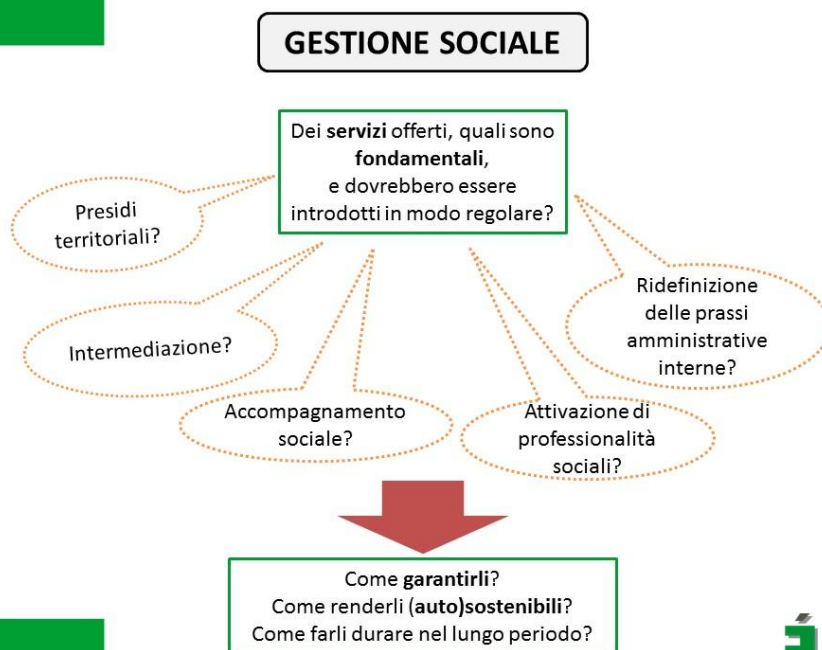 GESTIONE SOCIALE
Dei servizi offerti, quali sono
fondamentali,
e dovrebbero essere
introdotti in modo regolare?
Presidi
territoriali?
Intermediazione?
Accompagnamento
sociale?
Attivazione di
professionalità
sociali?
Ridefinizione
delle prassi
amministrative
interne?
Come garantirli?
Come renderli (auto)sostenibili?
Come farli durare nel lungo periodo?